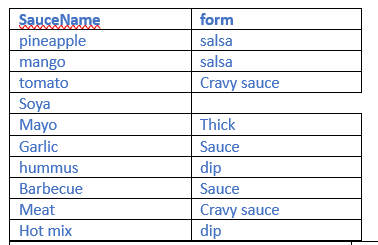 SauceName form
pineapple salsa
mango salsa
tomato Cravy sauce
Soya
Mayo Thick
Garlic Sauce
hummus dip
Barbecue Sauce
Meat Cravy sauce
Hot mix dip